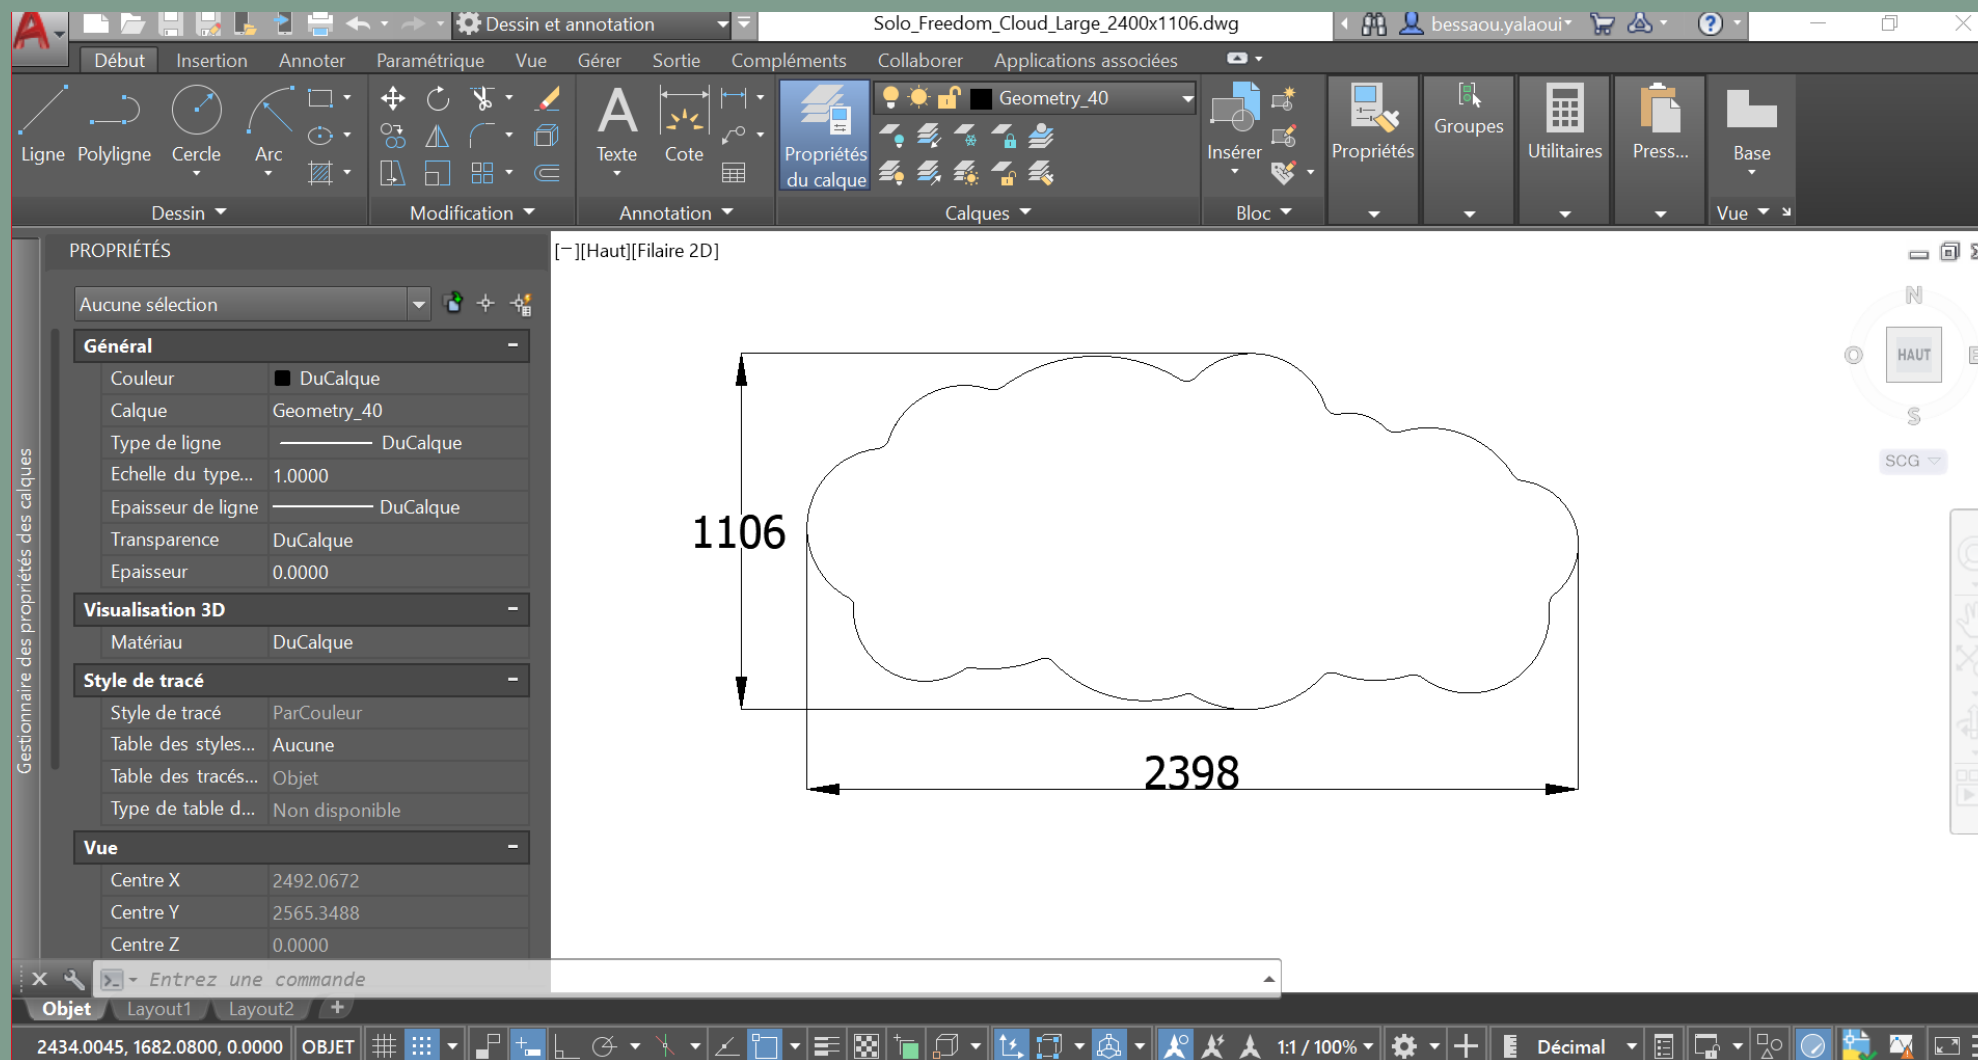 Dessin et annotation
Solo_Freedom_Cloud_Large_2400x1106.dwg
bessaou.yalaoui
Début Insertion Annoter Paramétrique Vue Gérer Sortie Compléments Collaborer Applications associées
Geometry_40
Ligne Polyligne Cercle Arc
Texte Cote
Propriétés du calque
Insérer
Propriétés
Groupes
Utilitaires
Press...
Base
Dessin Modification Annotation Calques Bloc Vue
PROPRIÉTÉS
[−][Haut][Filaire 2D]
Aucune sélection
Général
Couleur DuCalque
Calque Geometry_40
Type de ligne DuCalque
Echelle du type... 1.0000
Epaisseur de ligne DuCalque
Transparence DuCalque
Epaisseur 0.0000
Visualisation 3D
Matériau DuCalque
Style de tracé
Style de tracé ParCouleur
Table des styles... Aucune
Table des tracés... Objet
Type de table d... Non disponible
Vue
Centre X 2492.0672
Centre Y 2565.3488
Centre Z 0.0000
Gestionnaire des propriétés des calques
1106
2398
N
O HAUT E
S
SCG
Entrez une commande
Objet Layout1 Layout2 +
2434.0045, 1682.0800, 0.0000 OBJET 1:1 / 100% Décimal